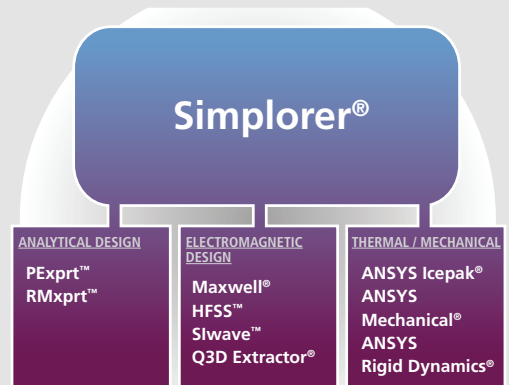 Simplorer®
ANALYTICAL DESIGN
PExprt™
RMxprt™
ELECTROMAGNETIC
DESIGN
Maxwell®
HFSS™
SIwave™
Q3D Extractor®
THERMAL / MECHANICAL
ANSYS Icepak®
ANSYS
Mechanical®
ANSYS
Rigid Dynamics®